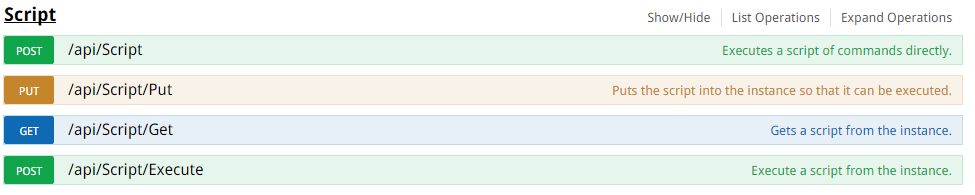 Script Show/Hide List Operations Expand Operations
POST /api/Script Executes a script of commands directly.
PUT /api/Script/Put Puts the script into the instance so that it can be executed.
GET /api/Script/Get Gets a script from the instance.
POST /api/Script/Execute Execute a script from the instance.